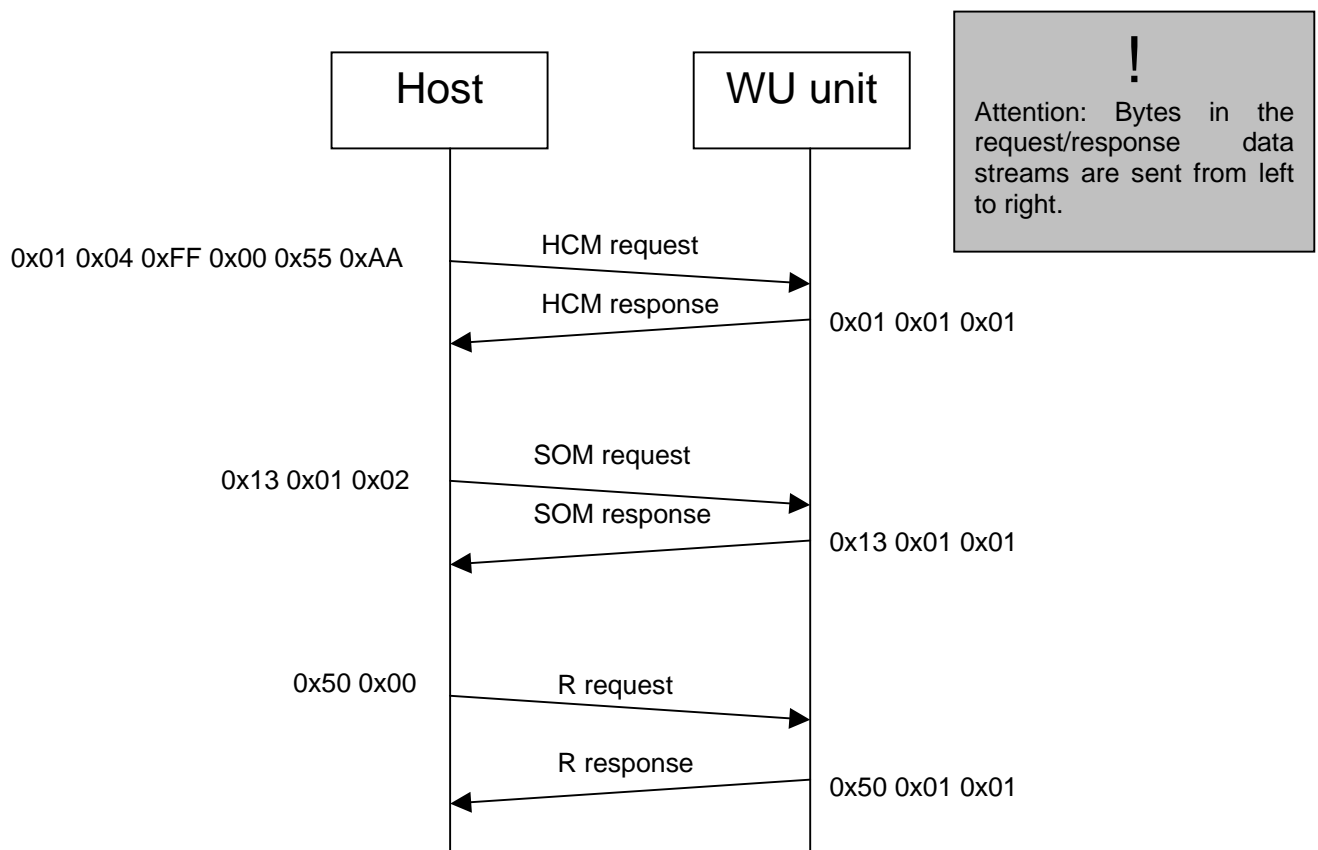 Host
WU unit
!
Attention: Bytes in the
request/response data
streams are sent from left
to right.
HCM request
0x01 0x04 0xFF 0x00 0x55 0xAA
HCM response
0x01 0x01 0x01
SOM request
0x13 0x01 0x02
SOM response
0x13 0x01 0x01
0x50 0x00
R request
R response
0x50 0x01 0x01